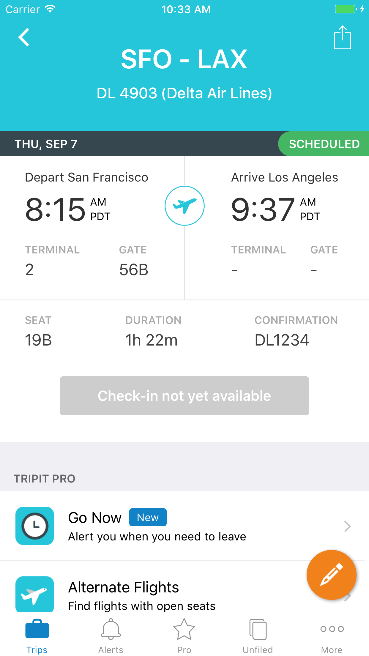 Carrier 10:33 AM
SFO - LAX
DL 4903 (Delta Air Lines)
THU, SEP 7 SCHEDULED
Depart San Francisco Arrive Los Angeles
8:15 AM PDT 9:37 AM PDT
TERMINAL GATE TERMINAL GATE
2 56B - -
SEAT DURATION CONFIRMATION
19B 1h 22m DL1234
Check-in not yet available
TRIPIT PRO
Go Now New
Alert you when you need to leave
Alternate Flights
Find flights with open seats
Trips Alerts Pro Unfiled More